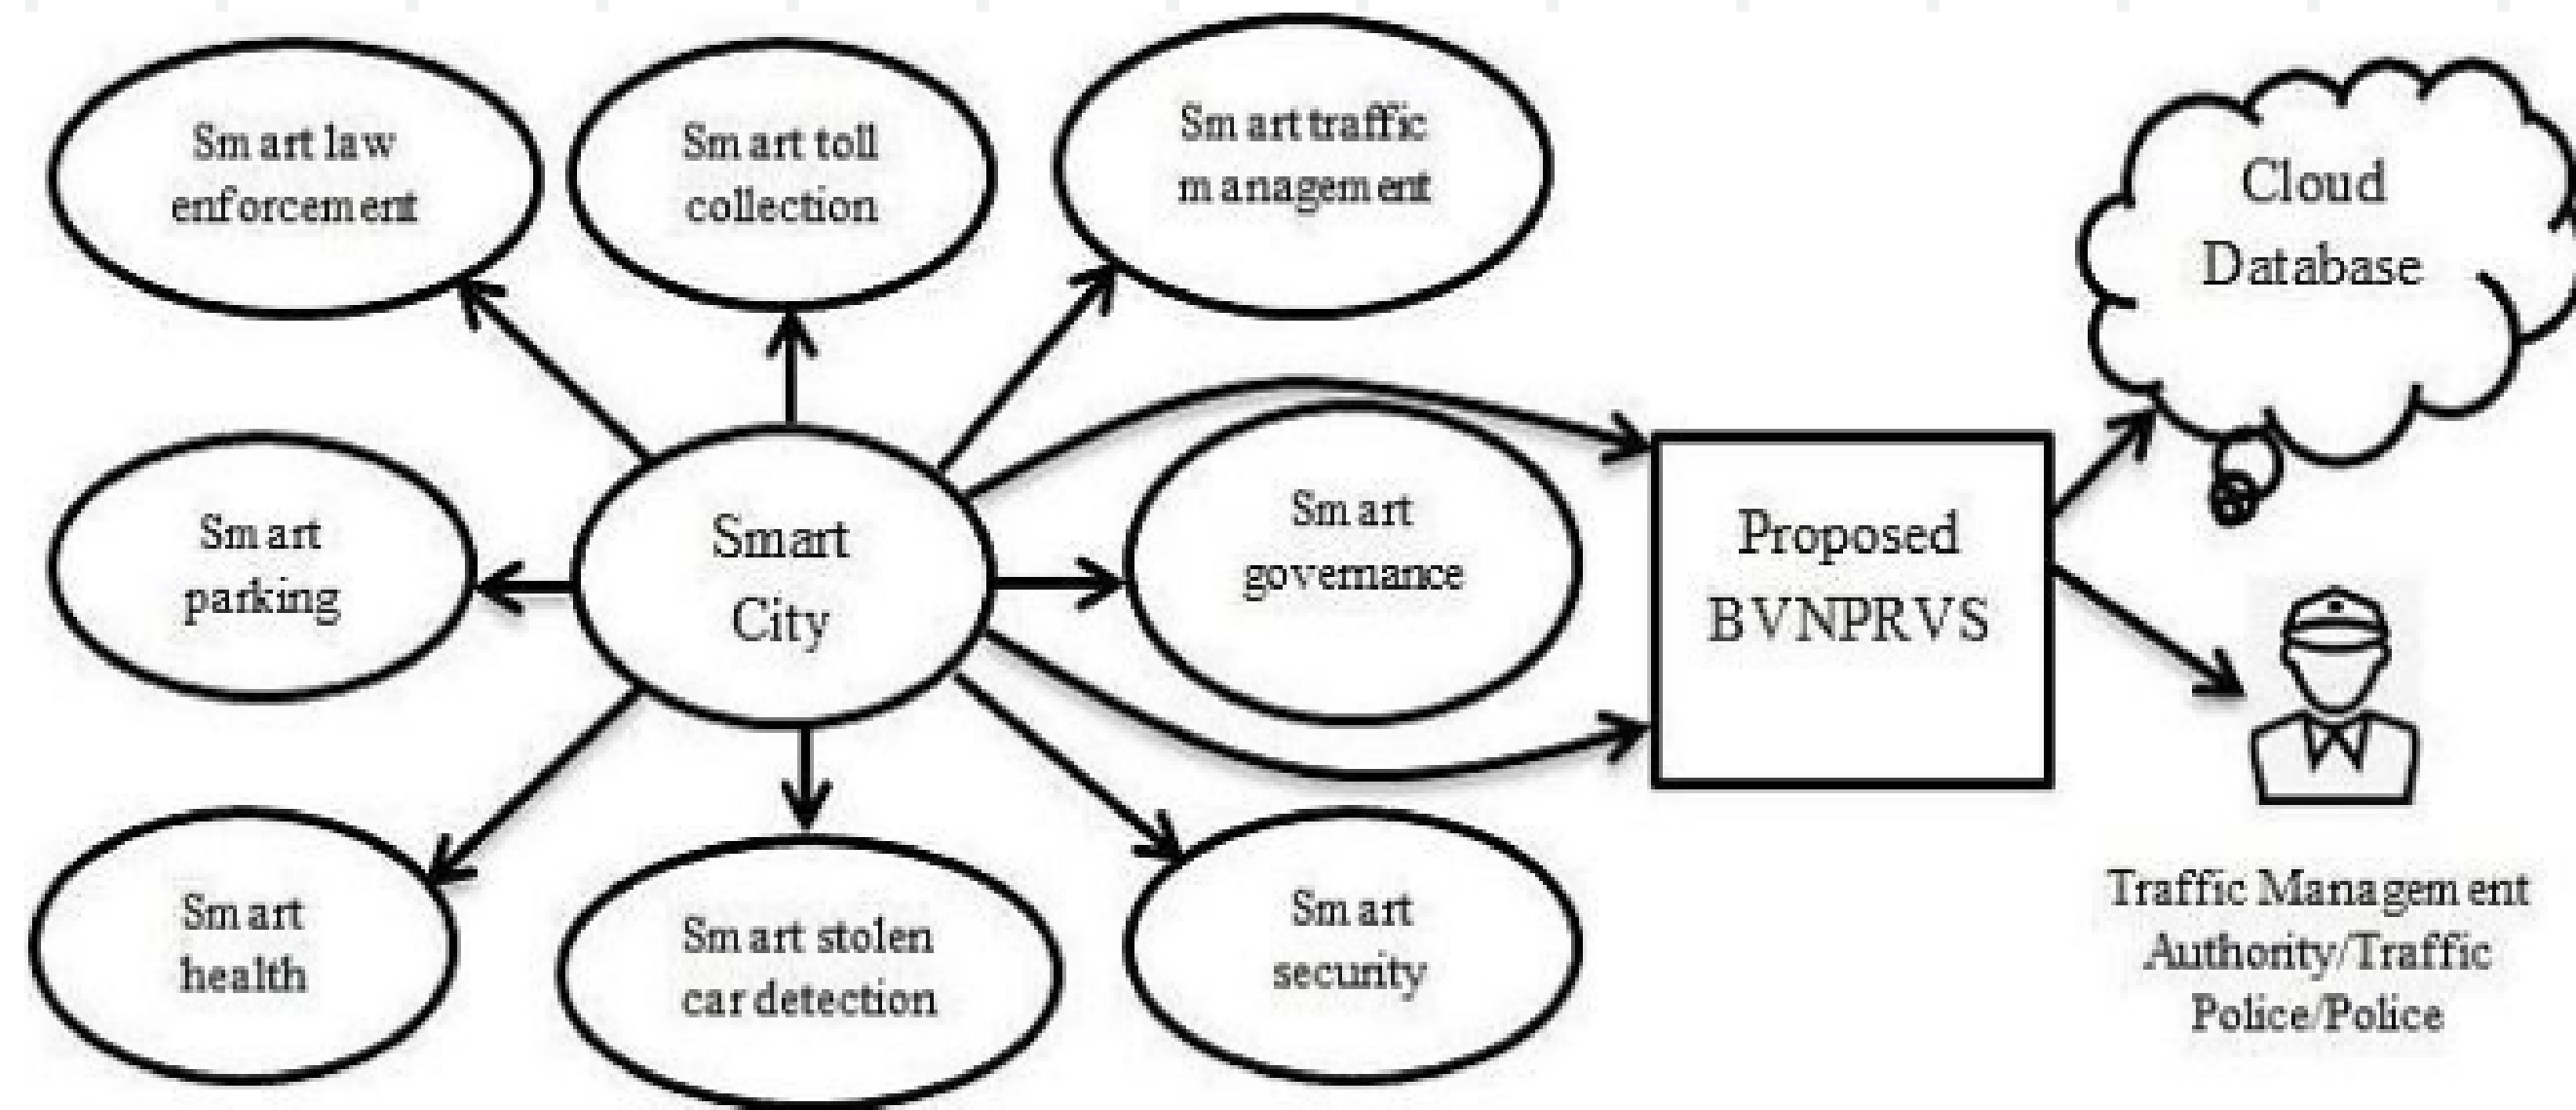 Smart law
enforcement
Smart toll
collection
Smart traffic
management
Cloud
Database
Smart
parking
Smart
City
Smart
governance
Proposed
BVNPRVS
Smart
health
Smart stolen
car detection
Smart
security
Traffic Management
Authority/Traffic
Police/Police